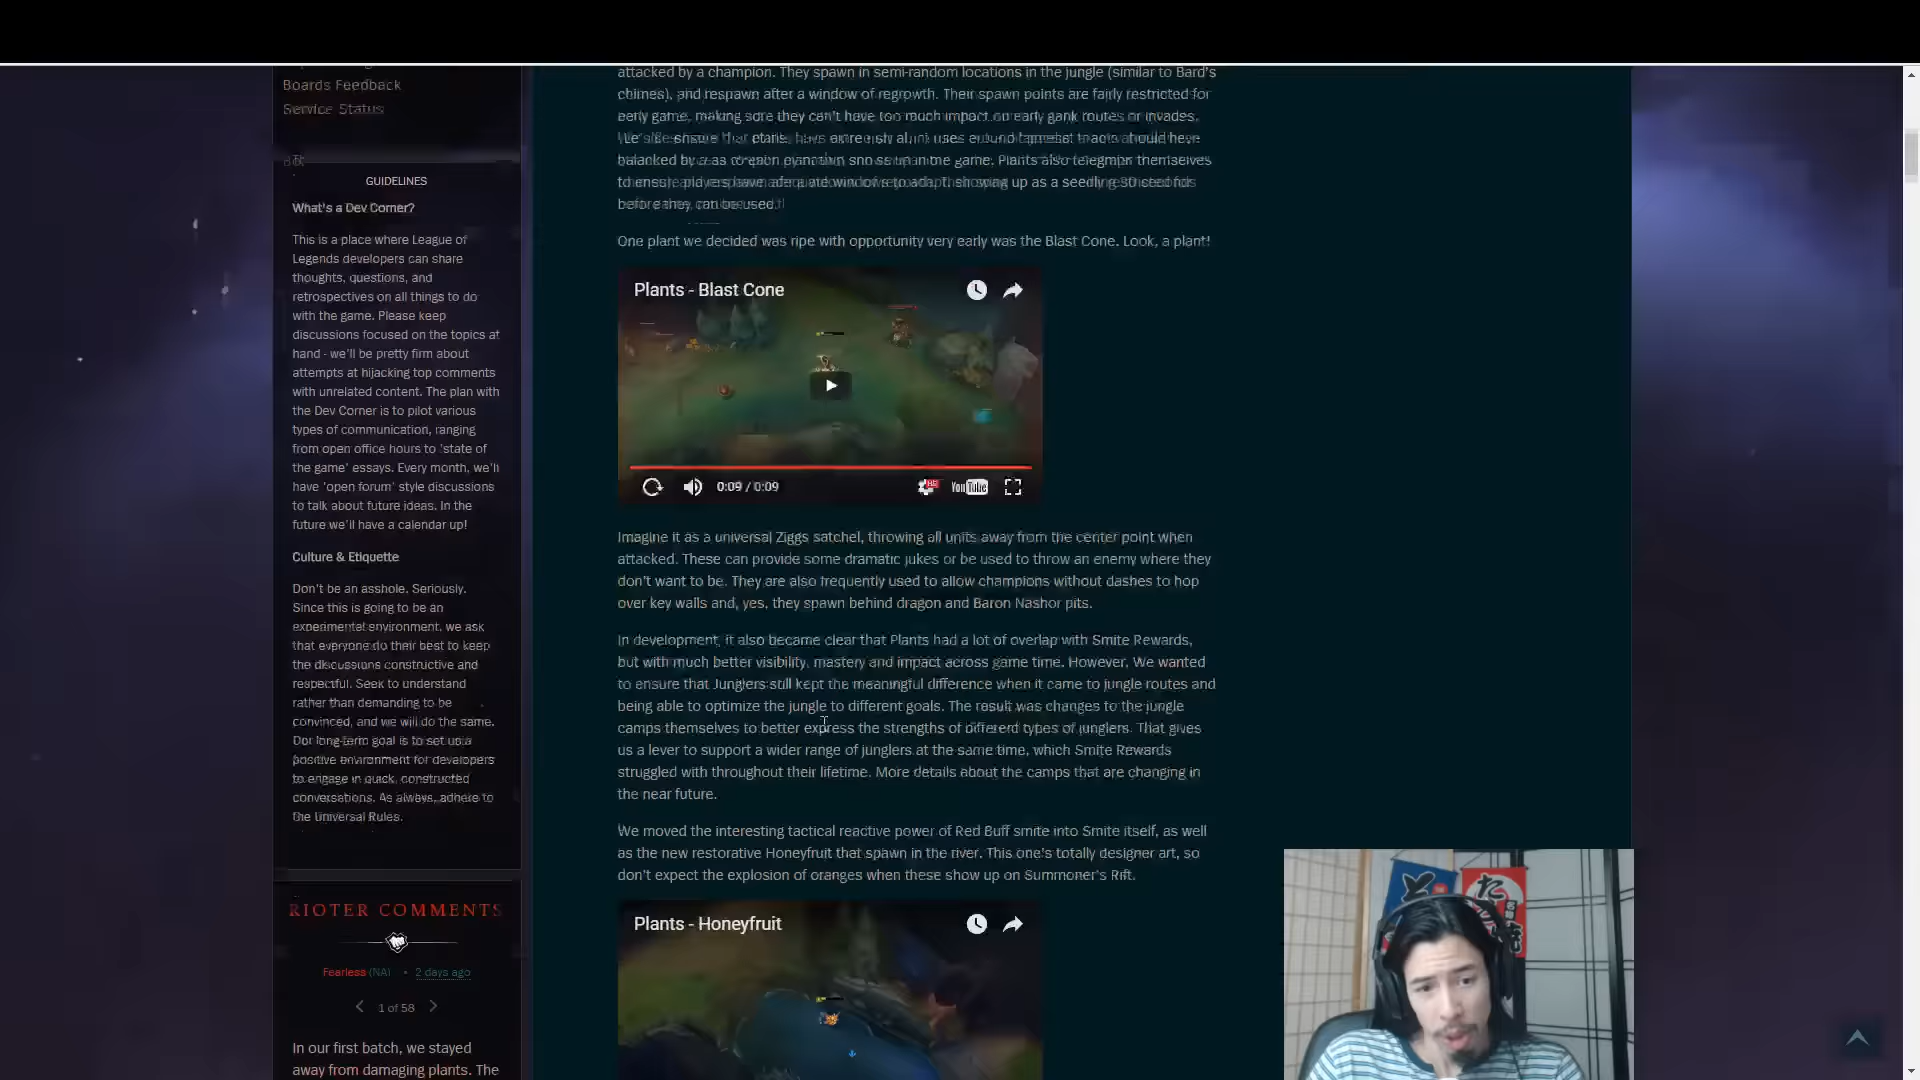 Boards Feedback
Service Status
GUIDELINES
What's a Dev Corner?
This is a place where League of
Legends developers can share
thoughts, questions, and
retrospectives on all things to do
with the game. Please keep
discussions focused on the topics at
hand - we'll be pretty firm about
attempts at hijacking top comments
with unrelated content. The plan with
the Dev Corner is to pilot various
types of communication, ranging
from open office hours to 'state of
the game' essays. Every month, we'll
have 'open forum' style discussions
to talk about future ideas. In the
future we'll have a calendar up!
Culture & Etiquette
Don't be an asshole. Seriously.
Since this is going to be an
experimental environment, we ask
that everyone do their best to keep
the discussions constructive and
respectful. Seek to understand
rather than demanding to be
convinced, and we will do the same.
Our long-term goal is to set up a
positive environment for developers
to engage in quick, constructed
conversations. As always, adhere to
the Universal Rules.
RIOTER COMMENTS
Fearless (NA) • 2 days ago
1 of 58
In our first batch, we stayed
away from damaging plants. The
attacked by a champion. They spawn in semi-random locations in the jungle (similar to Bard's
chimes), and respawn after a window of regrowth. Their spawn points are fairly restricted for
early game, making sure they can't have too much impact on early gank routes or invades.
game. Plants also telegraph themselves
to ensure players have adequate windows to adapt, showing up as a seedling
before they can be used.
One plant we decided was ripe with opportunity very early was the Blast Cone. Look, a plant!
Plants - Blast Cone
0:09 / 0:09
HD
YouTube
Imagine it as a universal Ziggs satchel, throwing all units away from the center point when
attacked. These can provide some dramatic jukes or be used to throw an enemy where they
don't want to be. They are also frequently used to allow champions without dashes to hop
over key walls and, yes, they spawn behind dragon and Baron Nashor pits.
In development, it also became clear that Plants had a lot of overlap with Smite Rewards,
but with much better visibility, mastery and impact across game time. However, We wanted
to ensure that Junglers still kept the meaningful difference when it came to jungle routes and
being able to optimize the jungle to different goals. The result was changes to the jungle
camps themselves to better express the strengths of different types of junglers. That gives
us a lever to support a wider range of junglers at the same time, which Smite Rewards
struggled with throughout their lifetime. More details about the camps that are changing in
the near future.
We moved the interesting tactical reactive power of Red Buff smite into Smite itself, as well
as the new restorative Honeyfruit that spawn in the river. This one's totally designer art, so
don't expect the explosion of oranges when these show up on Summoner's Rift.
Plants - Honeyfruit